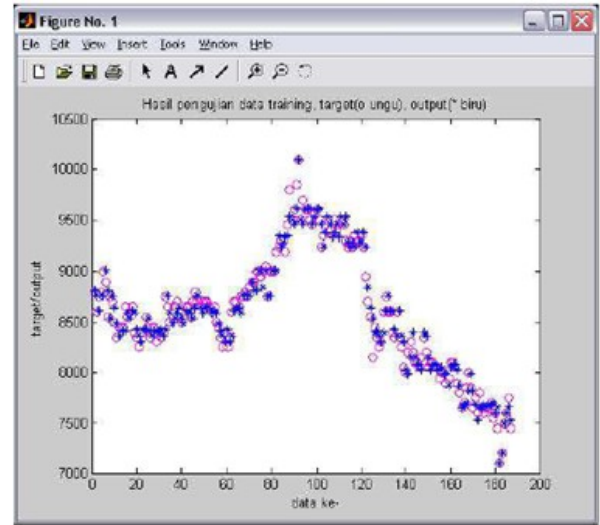 Figure No. 1
File Edit View Insert Tools Window Help
Hasil pengujian data training, target(o ungu), output(* biru)
10500
10000
9500
9000
8500
8000
7500
7000
target/output
0 20 40 60 80 100 120 140 160 180 200
data ke-